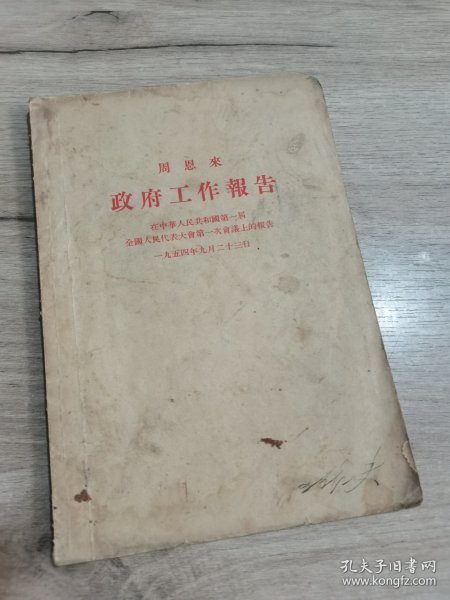 周恩來
政府工作報告
在中華人民共和國第一屆
全國人民代表大會第一次會議上的報告
一九五四年九月二十三日
孔夫子旧书网
www.kongfz.com